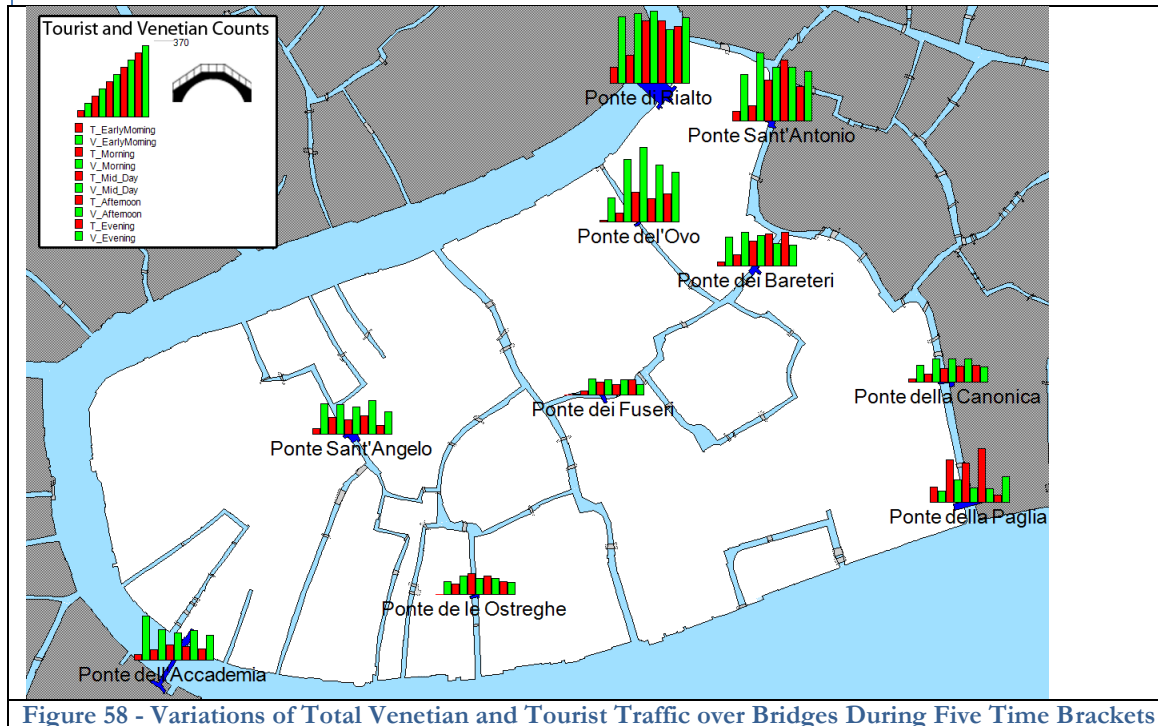 Tourist and Venetian Counts
370
T_EarlyMorning
V_EarlyMorning
T_Morning
V_Morning
T_Mid_Day
V_Mid_Day
T_Afternoon
V_Afternoon
T_Evening
V_Evening
Ponte di Rialto
Ponte Sant'Antonio
Ponte del'Ovo
Ponte dei Bareteri
Ponte della Canonica
Ponte dei Fuseri
Ponte Sant'Angelo
Ponte della Paglia
Ponte de le Ostreghe
Ponte dell'Accademia
Figure 58 - Variations of Total Venetian and Tourist Traffic over Bridges During Five Time Brackets